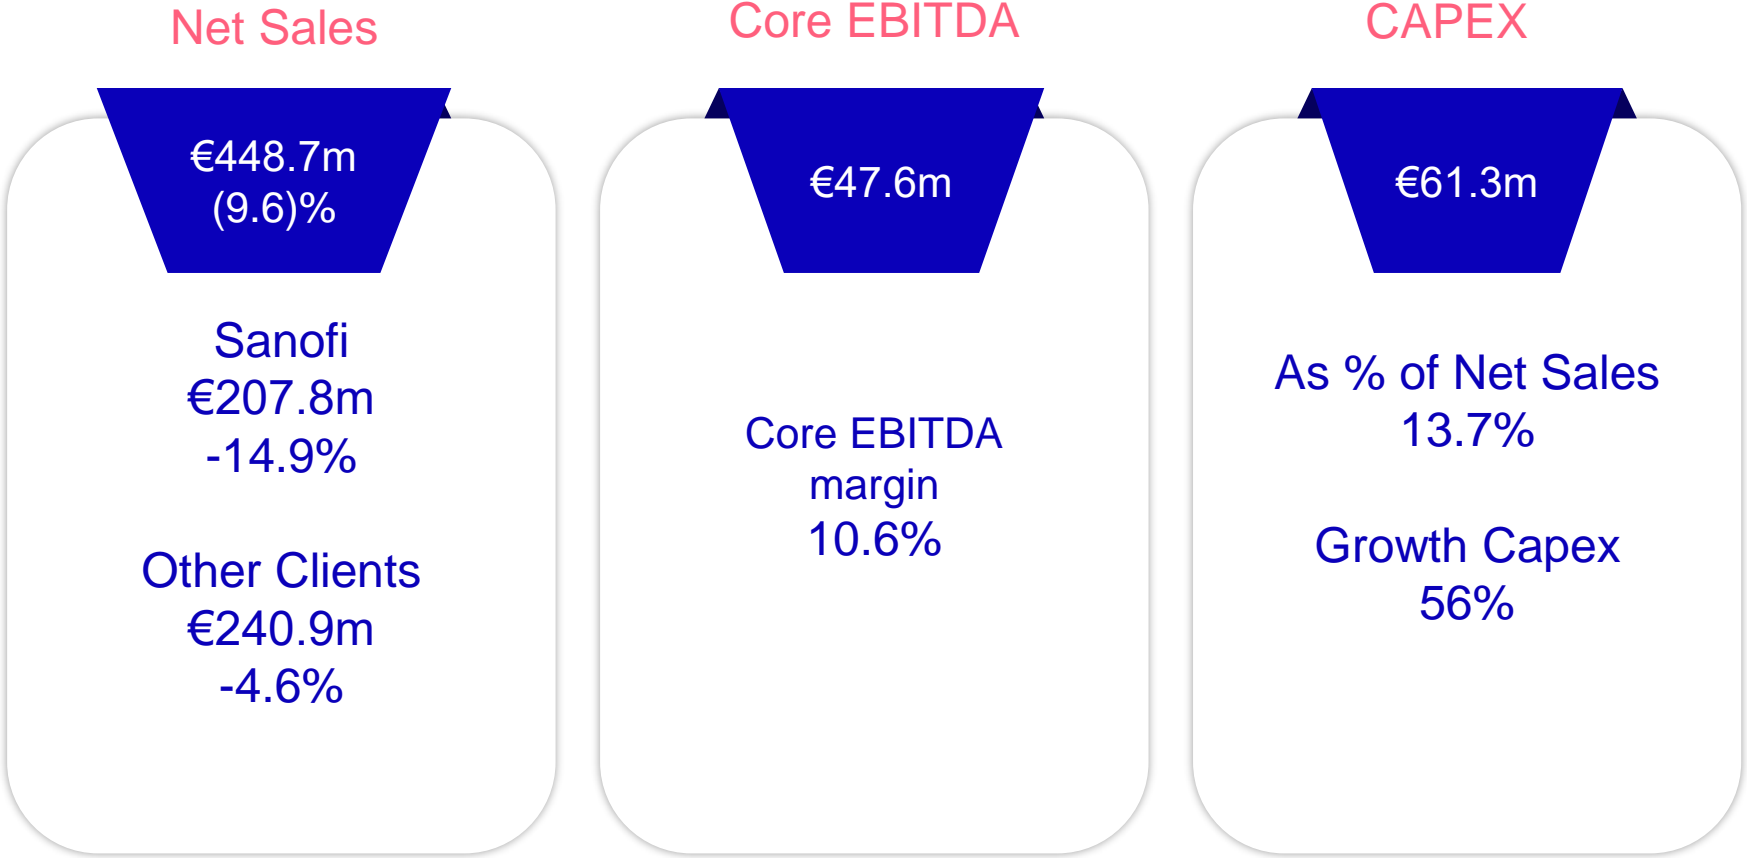 Net Sales
€448.7m
(9.6)%
Sanofi
€207.8m
-14.9%
Other Clients
€240.9m
-4.6%
Core EBITDA
€47.6m
Core EBITDA
margin
10.6%
CAPEX
€61.3m
As % of Net Sales
13.7%
Growth Capex
56%